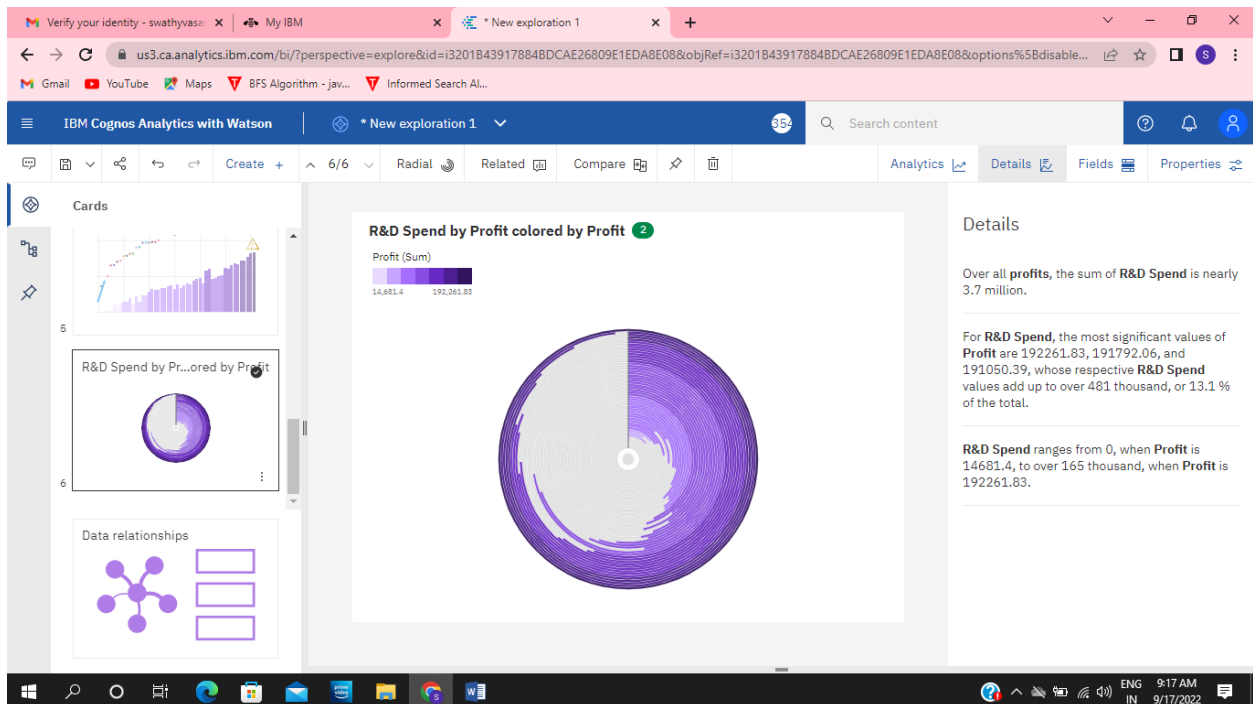 Verify your identity - swathyvasar
My IBM
* New exploration 1
us3.ca.analytics.ibm.com/bi/?perspective=explore&id=i3201B43917884BDCAE26809E1EDA8E08&objRef=i3201B43917884BDCAE26809E1EDA8E08&options%5Bdisable...
S
Gmail YouTube Maps BFS Algorithm - jav... Informed Search Al...
IBM Cognos Analytics with Watson
* New exploration 1
354
Search content
Create + 6/6 Radial Related Compare
Analytics Details Fields Properties
Cards
5
R&D Spend by Pr...ored by Profit
6
Data relationships
R&D Spend by Profit colored by Profit 2
Profit (Sum)
14,681.4 192,261.83
Details
Over all profits, the sum of R&D Spend is nearly
3.7 million.
For R&D Spend, the most significant values of
Profit are 192261.83, 191792.06, and
191050.39, whose respective R&D Spend
values add up to over 481 thousand, or 13.1 %
of the total.
R&D Spend ranges from 0, when Profit is
14681.4, to over 165 thousand, when Profit is
192261.83.
prime
video
ENG
IN
9:17 AM
9/17/2022